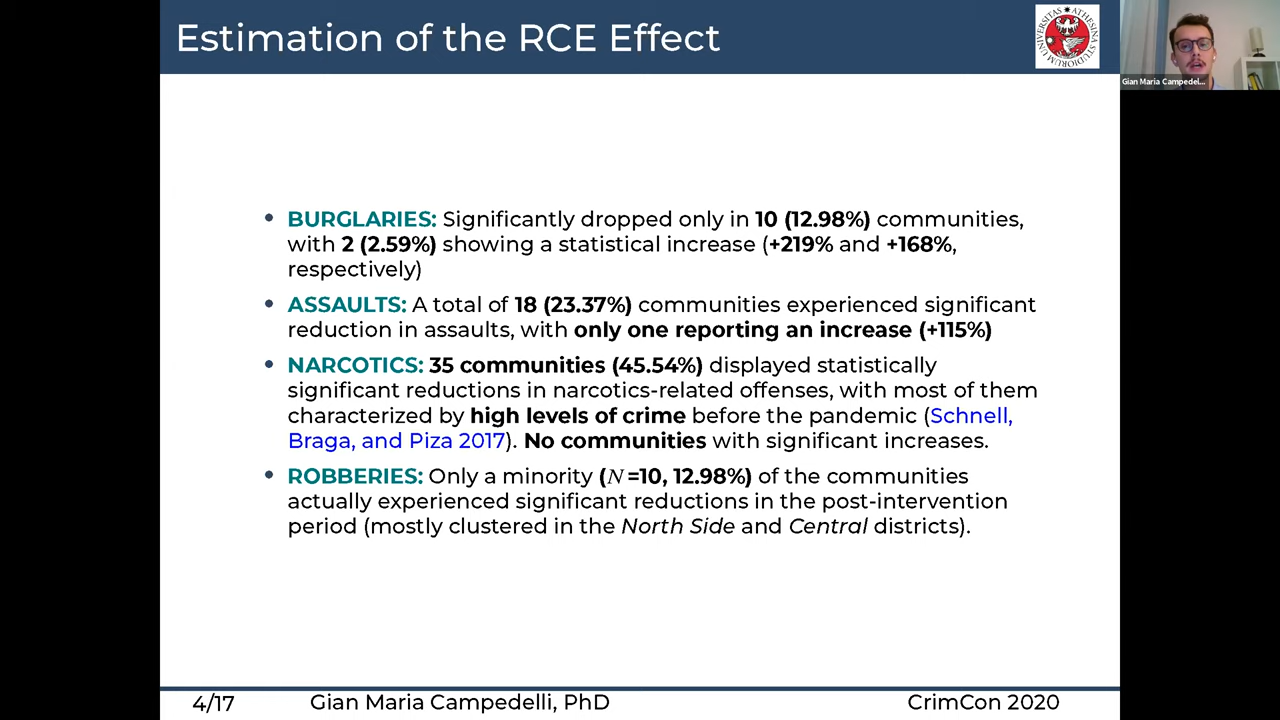 Estimation of the RCE Effect
UNIVERSITAS ATHESINA STUDIORUM
Gian Maria Campedel...
• BURGLARIES: Significantly dropped only in 10 (12.98%) communities,
with 2 (2.59%) showing a statistical increase (+219% and +168%,
respectively)
• ASSAULTS: A total of 18 (23.37%) communities experienced significant
reduction in assaults, with only one reporting an increase (+115%)
• NARCOTICS: 35 communities (45.54%) displayed statistically
significant reductions in narcotics-related offenses, with most of them
characterized by high levels of crime before the pandemic (Schnell,
Braga, and Piza 2017). No communities with significant increases.
• ROBBERIES: Only a minority (N=10, 12.98%) of the communities
actually experienced significant reductions in the post-intervention
period (mostly clustered in the North Side and Central districts).
4/17 Gian Maria Campedelli, PhD CrimCon 2020